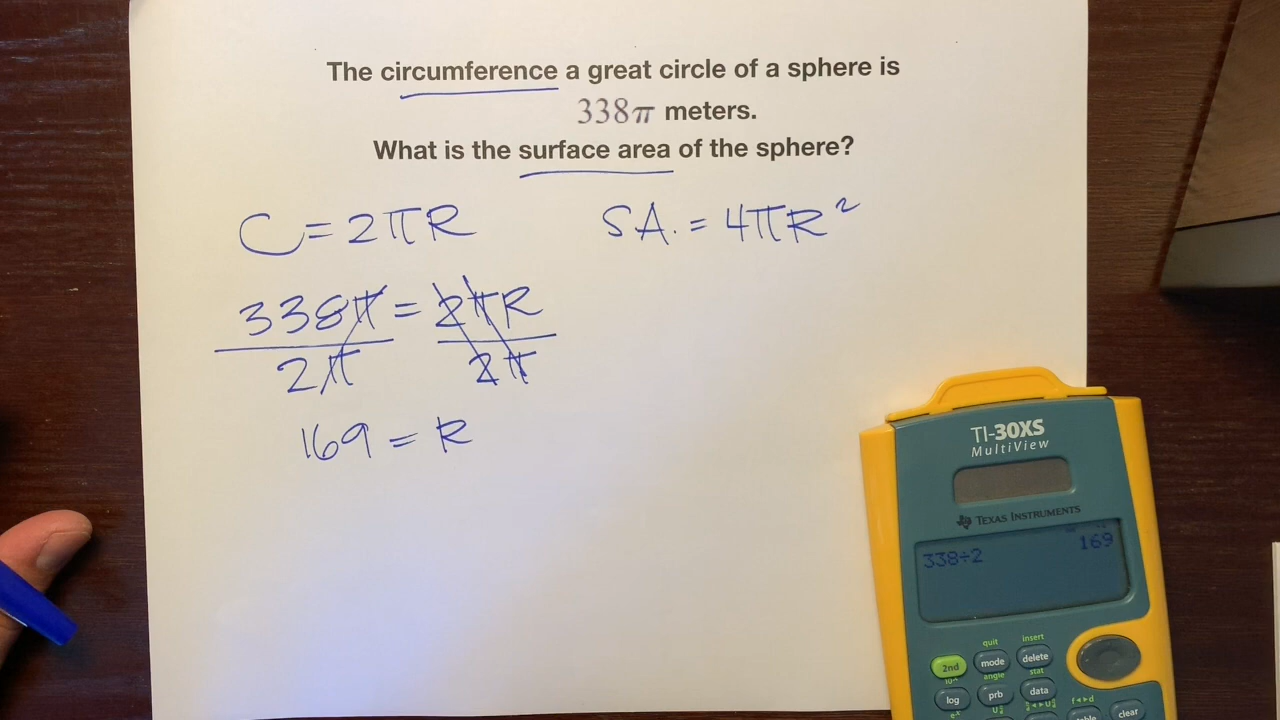 The circumference a great circle of a sphere is
338π meters.
What is the surface area of the sphere?
C = 2πR
S.A. = 4πR²
338π = 2πR
2π 2π
169 = R
TI-30XS
MultiView
TEXAS INSTRUMENTS
338÷2 169
quit insert
2nd mode delete
angle stat
log prb data
clear